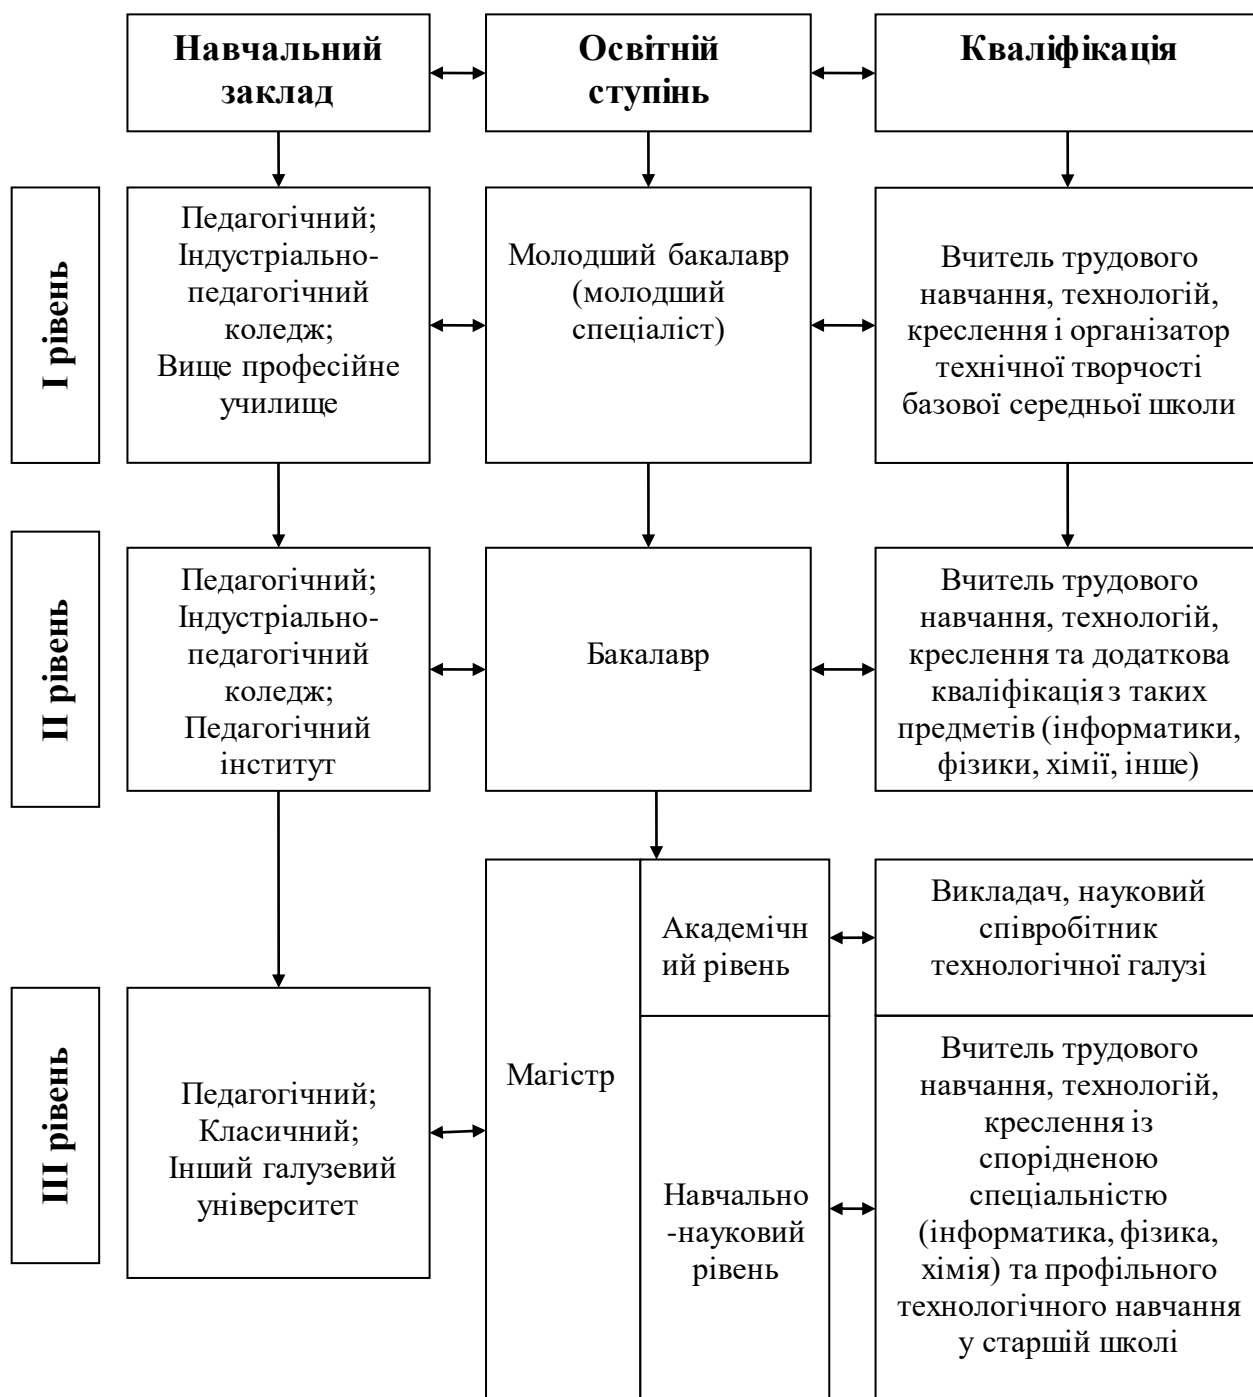 Навчальний
заклад
Освітній
ступінь
Кваліфікація
І рівень
Педагогічний;
Індустріально-
педагогічний
коледж;
Вище професійне
училище
Молодший бакалавр
(молодший
спеціаліст)
Вчитель трудового
навчання, технологій,
креслення і організатор
технічної творчості
базової середньої школи
ІІ рівень
Педагогічний;
Індустріально-
педагогічний
коледж;
Педагогічний
інститут
Бакалавр
Вчитель трудового
навчання, технологій,
креслення та додаткова
кваліфікація з таких
предметів (інформатики,
фізики, хімії, інше)
ІІІ рівень
Педагогічний;
Класичний;
Інший галузевий
університет
Магістр
Академічн
ий рівень
Викладач, науковий
співробітник
технологічної галузі
Навчально
-науковий
рівень
Вчитель трудового
навчання, технологій,
креслення із
спорідненою
спеціальністю
(інформатика, фізика,
хімія) та профільного
технологічного навчання
у старшій школі